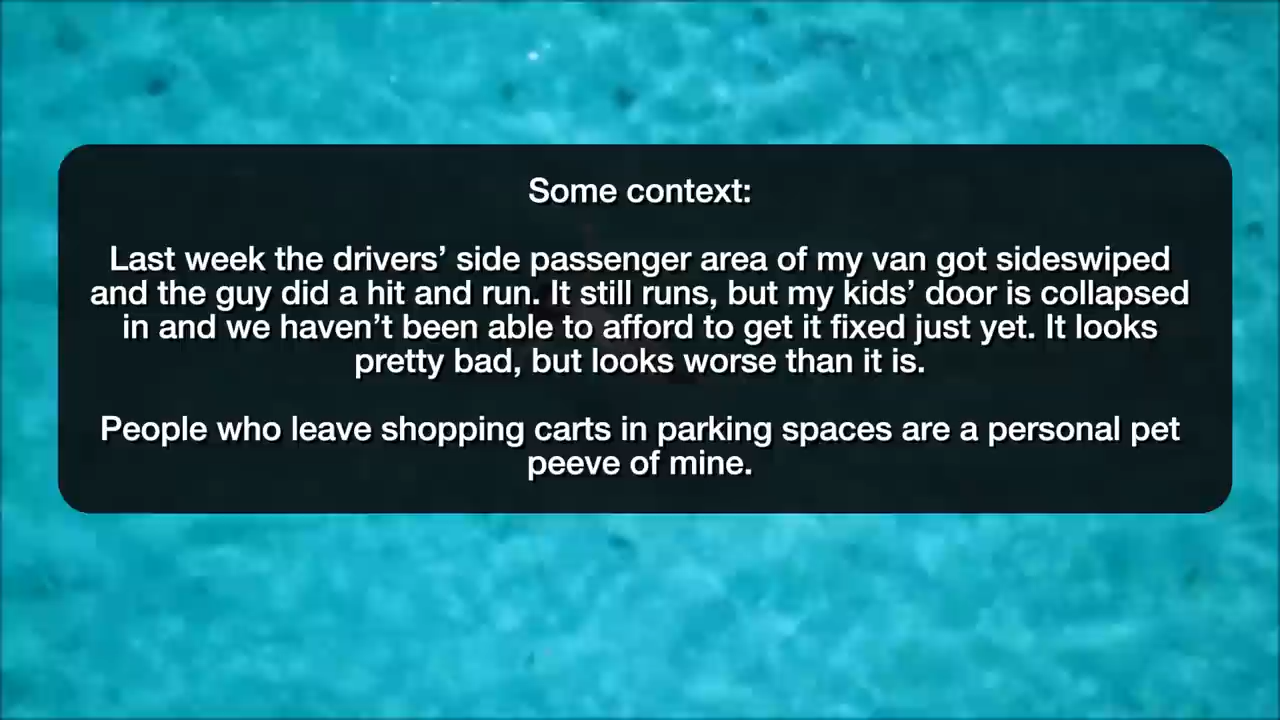 Some context:
Last week the drivers’ side passenger area of my van got sideswiped
and the guy did a hit and run. It still runs, but my kids’ door is collapsed
in and we haven’t been able to afford to get it fixed just yet. It looks
pretty bad, but looks worse than it is.
People who leave shopping carts in parking spaces are a personal pet
peeve of mine.